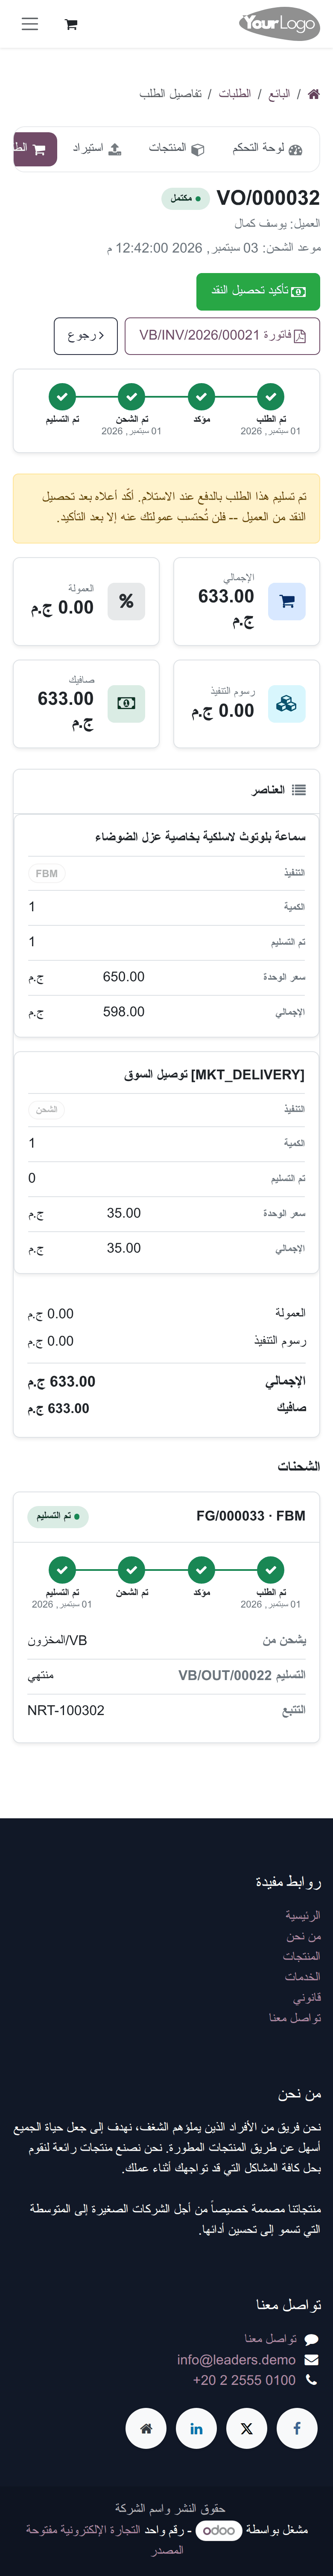 YourLogo
البائع / الطلبات / تفاصيل الطلب
لوحة التحكم المنتجات استيراد الط
VO/000032 مكتمل
العميل: يوسف كمال
موعد الشحن: 03 سبتمبر, 2026 12:42:00 م
تأكيد تحصيل النقد
فاتورة VB/INV/2026/00021 رجوع
تم الطلب مؤكد تم الشحن تم التسليم
01 سبتمبر, 2026 01 سبتمبر, 2026
تم تسليم هذا الطلب بالدفع عند الاستلام. أكّد أعلاه بعد تحصيل
النقد من العميل -- فلن تُحتسب عمولتك عنه إلا بعد التأكيد.
الإجمالي
633.00
ج.م
العمولة
0.00 ج.م
رسوم التنفيذ
0.00 ج.م
صافيك
633.00
ج.م
العناصر
سماعة بلوتوث لاسلكية بخاصية عزل الضوضاء
التنفيذ FBM
الكمية 1
تم التسليم 1
سعر الوحدة 650.00 ج.م
الإجمالي 598.00 ج.م
[MKT_DELIVERY] توصيل السوق
التنفيذ الشحن
الكمية 1
تم التسليم 0
سعر الوحدة 35.00 ج.م
الإجمالي 35.00 ج.م
العمولة 0.00 ج.م
رسوم التنفيذ 0.00 ج.م
الإجمالي 633.00 ج.م
صافيك 633.00 ج.م
الشحنات
FG/000033 · FBM تم التسليم
تم الطلب مؤكد تم الشحن تم التسليم
01 سبتمبر, 2026 01 سبتمبر, 2026
يشحن من VB/المخزون
التسليم VB/OUT/00022 منتهي
التتبع NRT-100302
روابط مفيدة
الرئيسية
من نحن
المنتجات
الخدمات
قانوني
تواصل معنا
من نحن
نحن فريق من الأفراد الذين يملؤهم الشغف، نهدف إلى جعل حياة الجميع
أسهل عن طريق المنتجات المطورة. نحن نصنع منتجات رائعة لنقوم
بحل كافة المشاكل التي قد تواجهك أثناء عملك.
منتجاتنا مصممة خصيصاً من أجل الشركات الصغيرة إلى المتوسطة
التي تسمو إلى تحسين أدائها.
تواصل معنا
تواصل معنا
info@leaders.demo
+20 2 2555 0100
حقوق النشر واسم الشركة
مشغل بواسطة odoo - رقم واحد التجارة الإلكترونية مفتوحة
المصدر